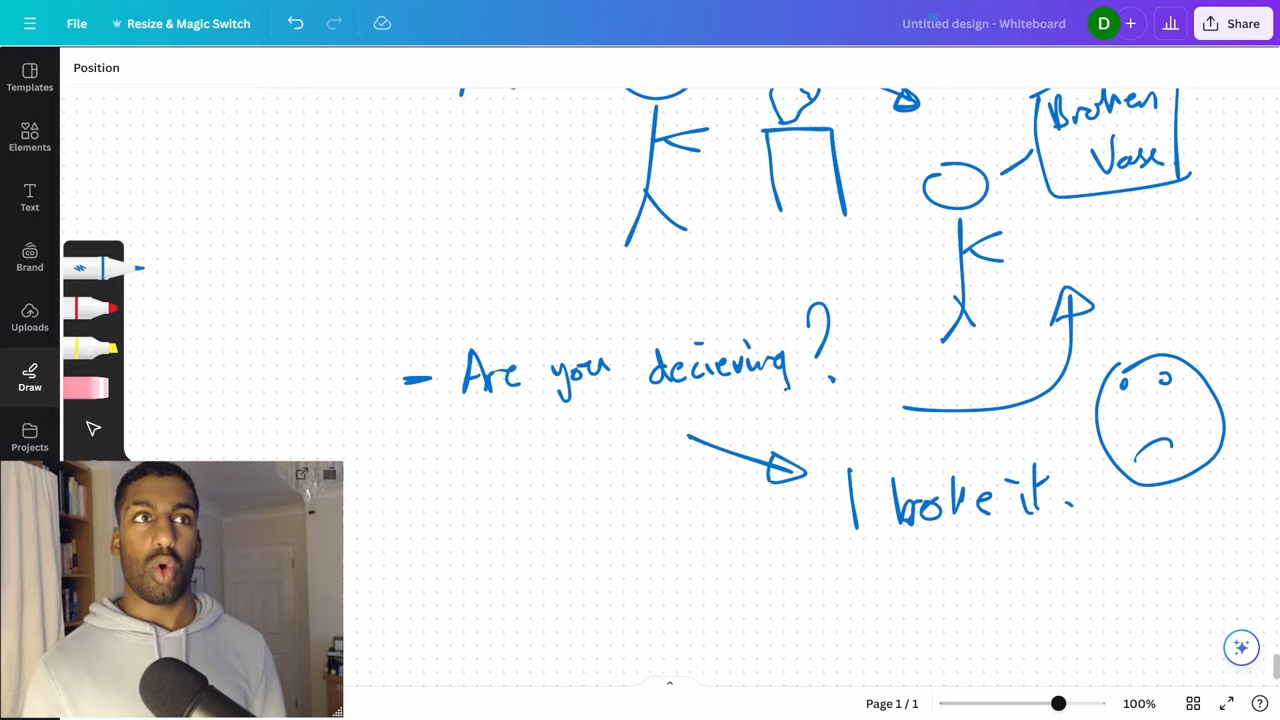 File
Resize & Magic Switch
Untitled design - Whiteboard
D
+
Share
Templates
Position
Elements
Text
Brand
Uploads
Draw
Projects
Broken
Vase
- Are you decieving?
I broke it.
Page 1 / 1
100%
?